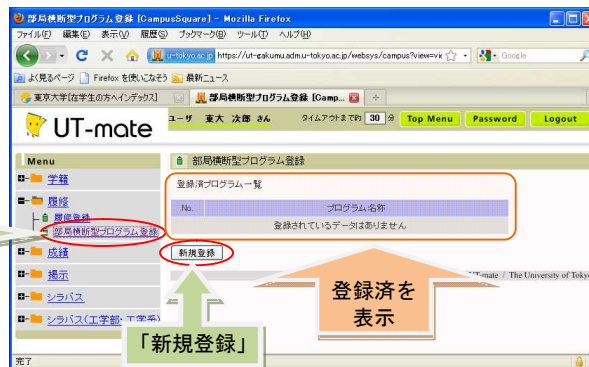 部局横断型プログラム登録 [CampusSquare] - Mozilla Firefox
ファイル(F) 編集(E) 表示(V) 履歴(S) ブックマーク(B) ツール(T) ヘルプ(H)
u-tokyo.ac.jp https://ut-gakumu.adm.u-tokyo.ac.jp/websys/campus?view=vie
Google
よく見るページ Firefox を使いこなそう 最新ニュース
東京大学[在学生の方へインデックス]
部局横断型プログラム登録 [Camp...
UT-mate
ユーザ 東大 次郎 さん タイムアウトまで約 30 分 Top Menu Password Logout
Menu
学籍
履修
履修登録
部局横断型プログラム登録
成績
掲示
シラバス
シラバス(工学部・工学系)
部局横断型プログラム登録
登録済プログラム一覧
No. プログラム名称
登録されているデータはありません
新規登録
UT-mate / The University of Tokyo
登録済を
表示
「新規登録」
完了